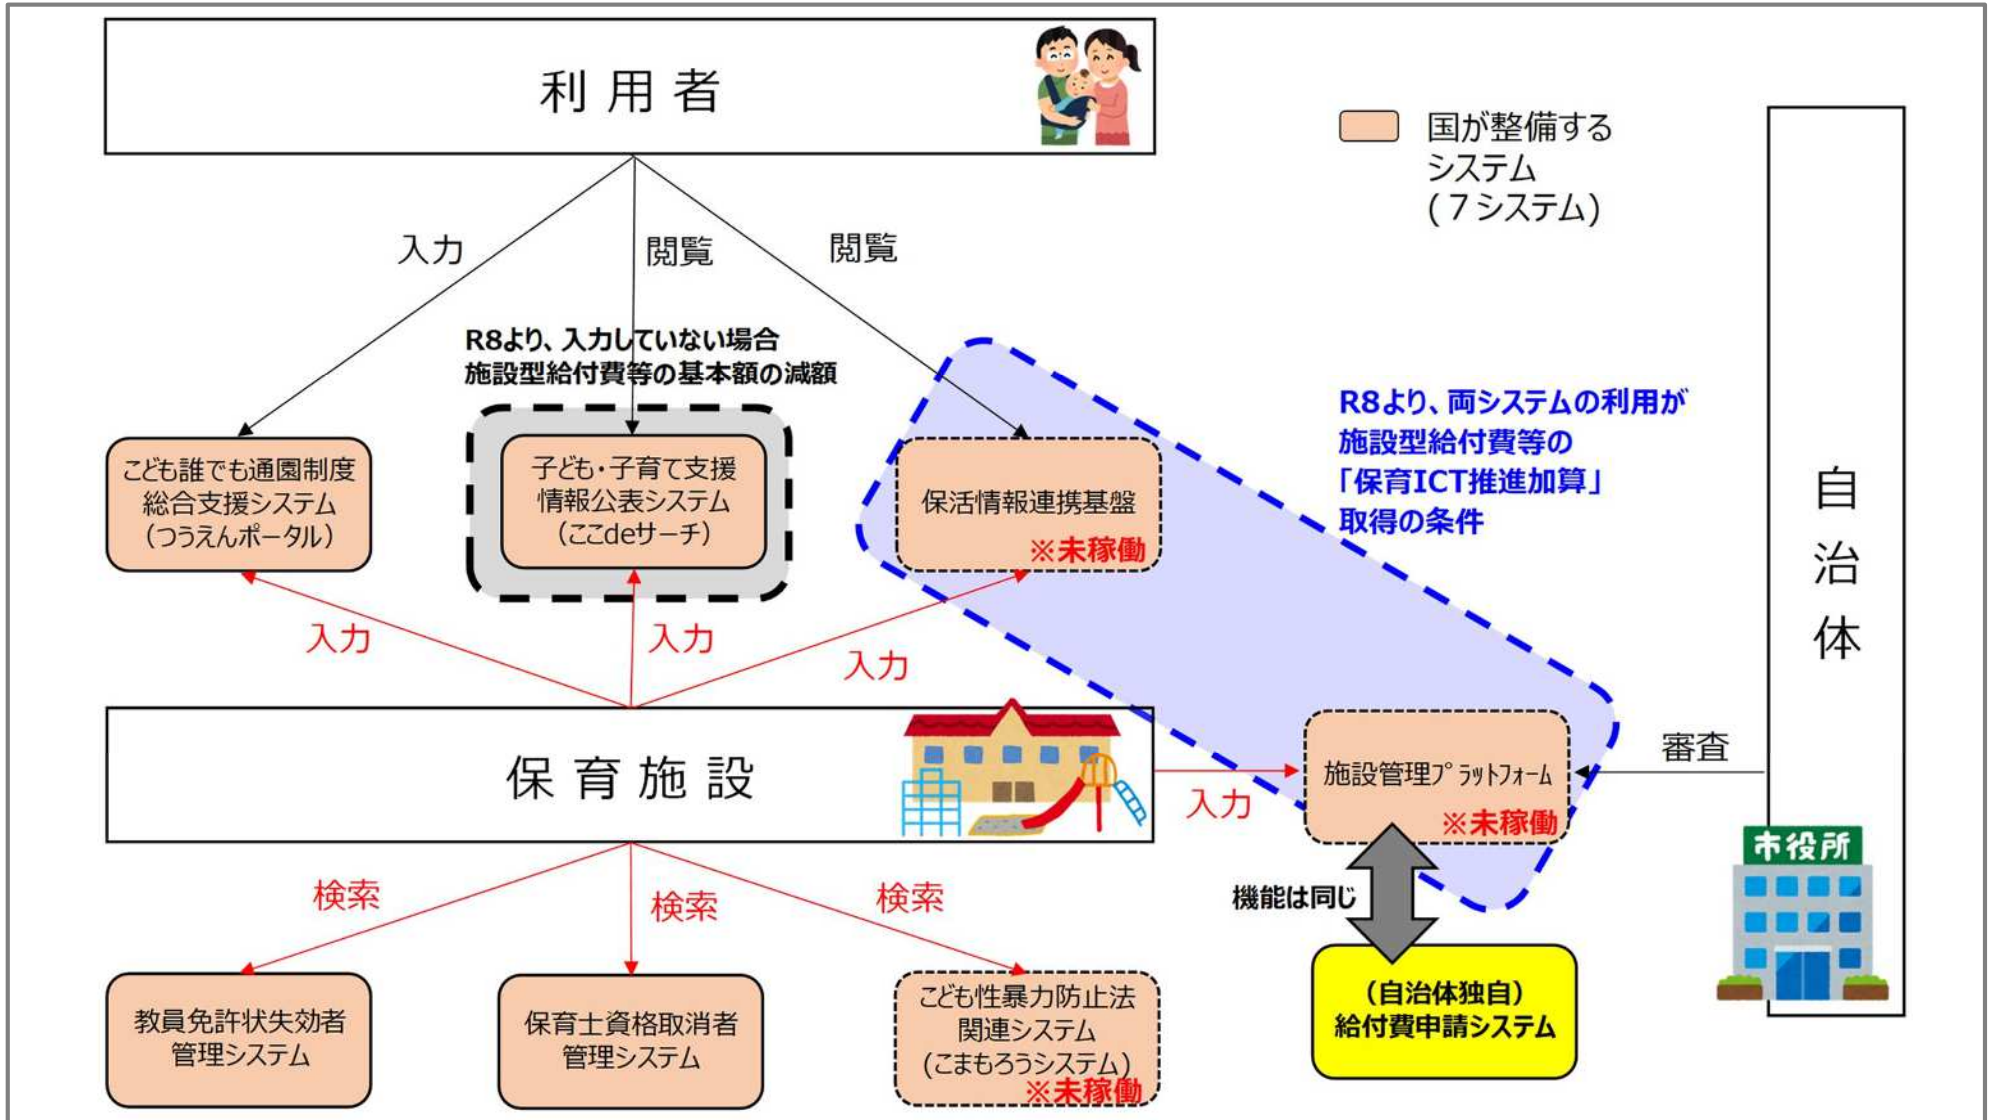 利用者
国が整備する
システム
(７システム)
入力
閲覧
閲覧
R8より、入力していない場合
施設型給付費等の基本額の減額
R8より、両システムの利用が
施設型給付費等の
「保育ICT推進加算」
取得の条件
自治体
こども誰でも通園制度
総合支援システム
(つうえんポータル)
子ども・子育て支援
情報公表システム
(ここdeサーチ)
保活情報連携基盤
※未稼働
入力
入力
入力
保育施設
入力
施設管理ﾌﾟﾗｯﾄﾌｫｰﾑ
※未稼働
審査
市役所
検索
検索
検索
機能は同じ
教員免許状失効者
管理システム
保育士資格取消者
管理システム
こども性暴力防止法
関連システム
(こまもろうシステム)
※未稼働
（自治体独自）
給付費申請システム